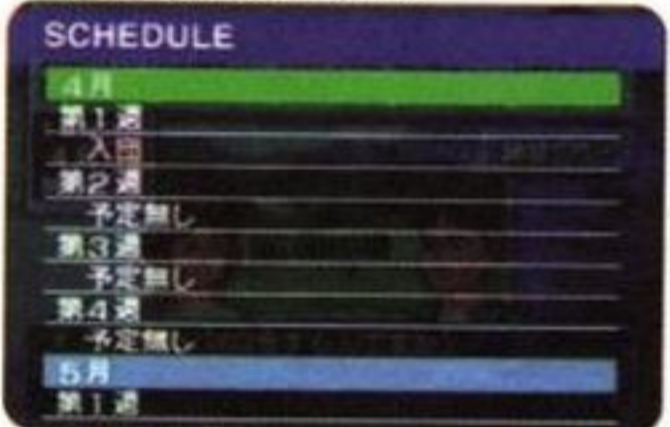 SCHEDULE
4月
第1週
入団
第2週
予定無し
第3週
予定無し
第4週
予定無し
5月
第1週